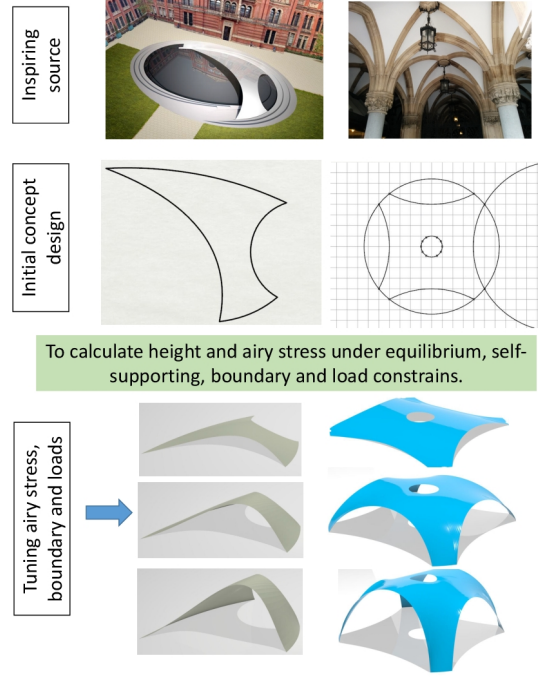 Inspiring
source
Initial concept
design
To calculate height and airy stress under equilibrium, self-
supporting, boundary and load constrains.
Tuning airy stress,
boundary and loads